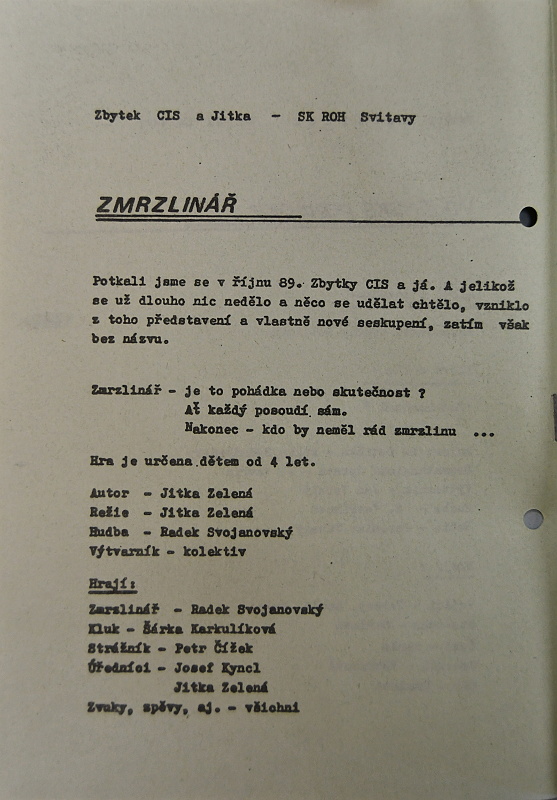 Zbytek CIS a Jitka - SK ROH Svitavy
ZMRZLINÁŘ
Potkali jsme se v říjnu 89. Zbytky CIS a já. A jelikož
se už dlouho nic nedělo a něco se udělat chtělo, vzniklo
z toho představení a vlastně nové seskupení, zatím však
bez názvu.
Zmrzlinář - je to pohádka nebo skutečnost ?
Ať každý posoudí sám.
Nakonec - kdo by neměl rád zmrzlinu ...
Hra je určena dětem od 4 let.
Autor - Jitka Zelená
Režie - Jitka Zelená
Hudba - Radek Svojanovský
Výtvarník - kolektiv
Hrají:
Zmrzlinář - Radek Svojanovský
Kluk - Šárka Karkulíková
Strážník - Petr Čížek
Úředníci - Josef Kyncl
Jitka Zelená
Zvuky, zpěvy, aj. - všichni